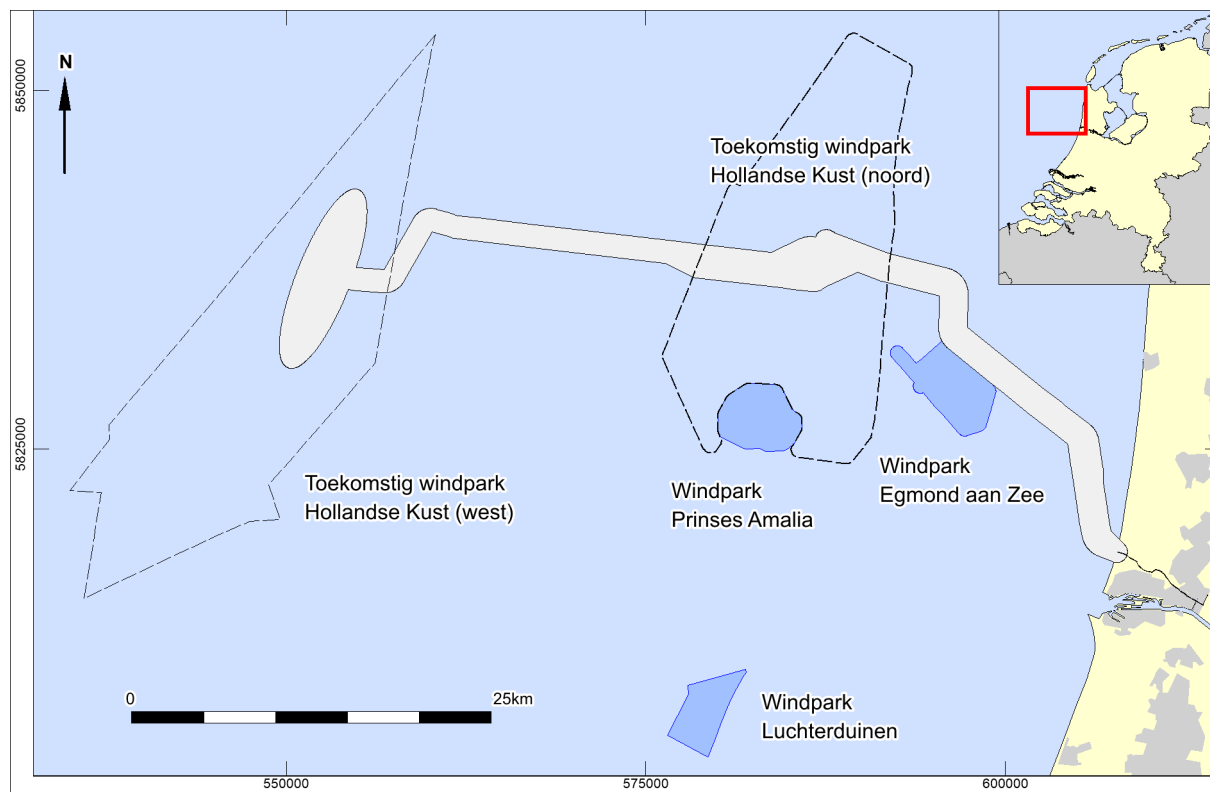 N
5850000
5825000
Toekomstig windpark
Hollandse Kust (noord)
Toekomstig windpark
Hollandse Kust (west)
Windpark
Prinses Amalia
Windpark
Egmond aan Zee
0
25km
Windpark
Luchterduinen
550000
575000
600000